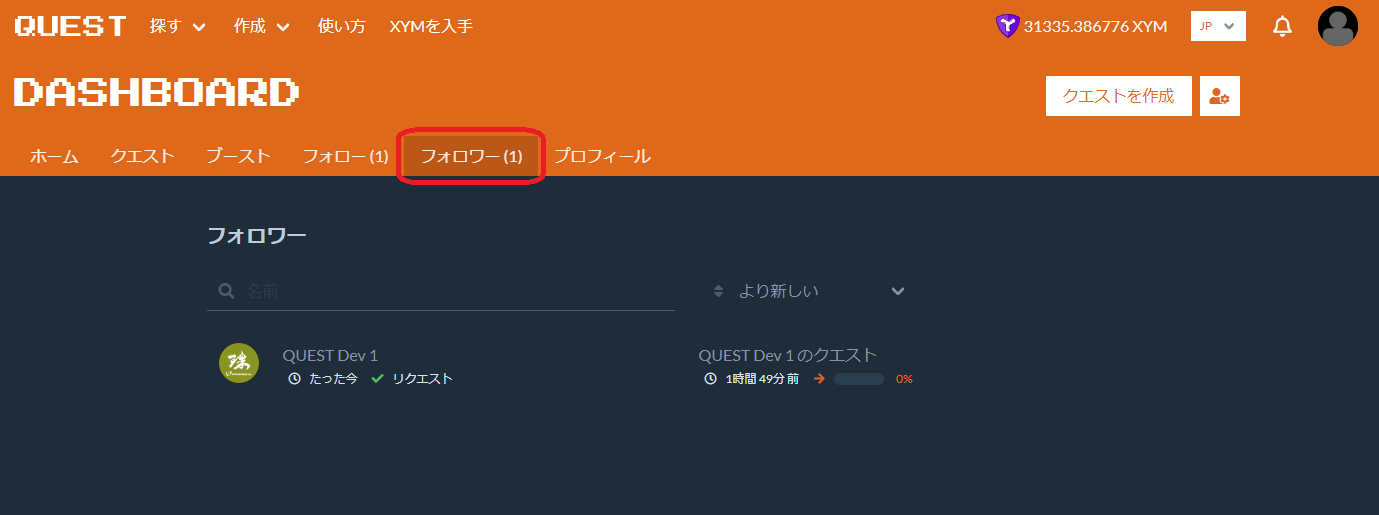 QUEST 探す 作成 使い方 XYMを入手 31335.386776 XYM JP
DASHBOARD クエストを作成
ホーム クエスト ブースト フォロー (1) フォロワー (1) プロフィール
フォロワー
名前 より新しい
QUEST Dev 1 QUEST Dev 1 のクエスト
たった今 リクエスト 1時間 49分 前 0%